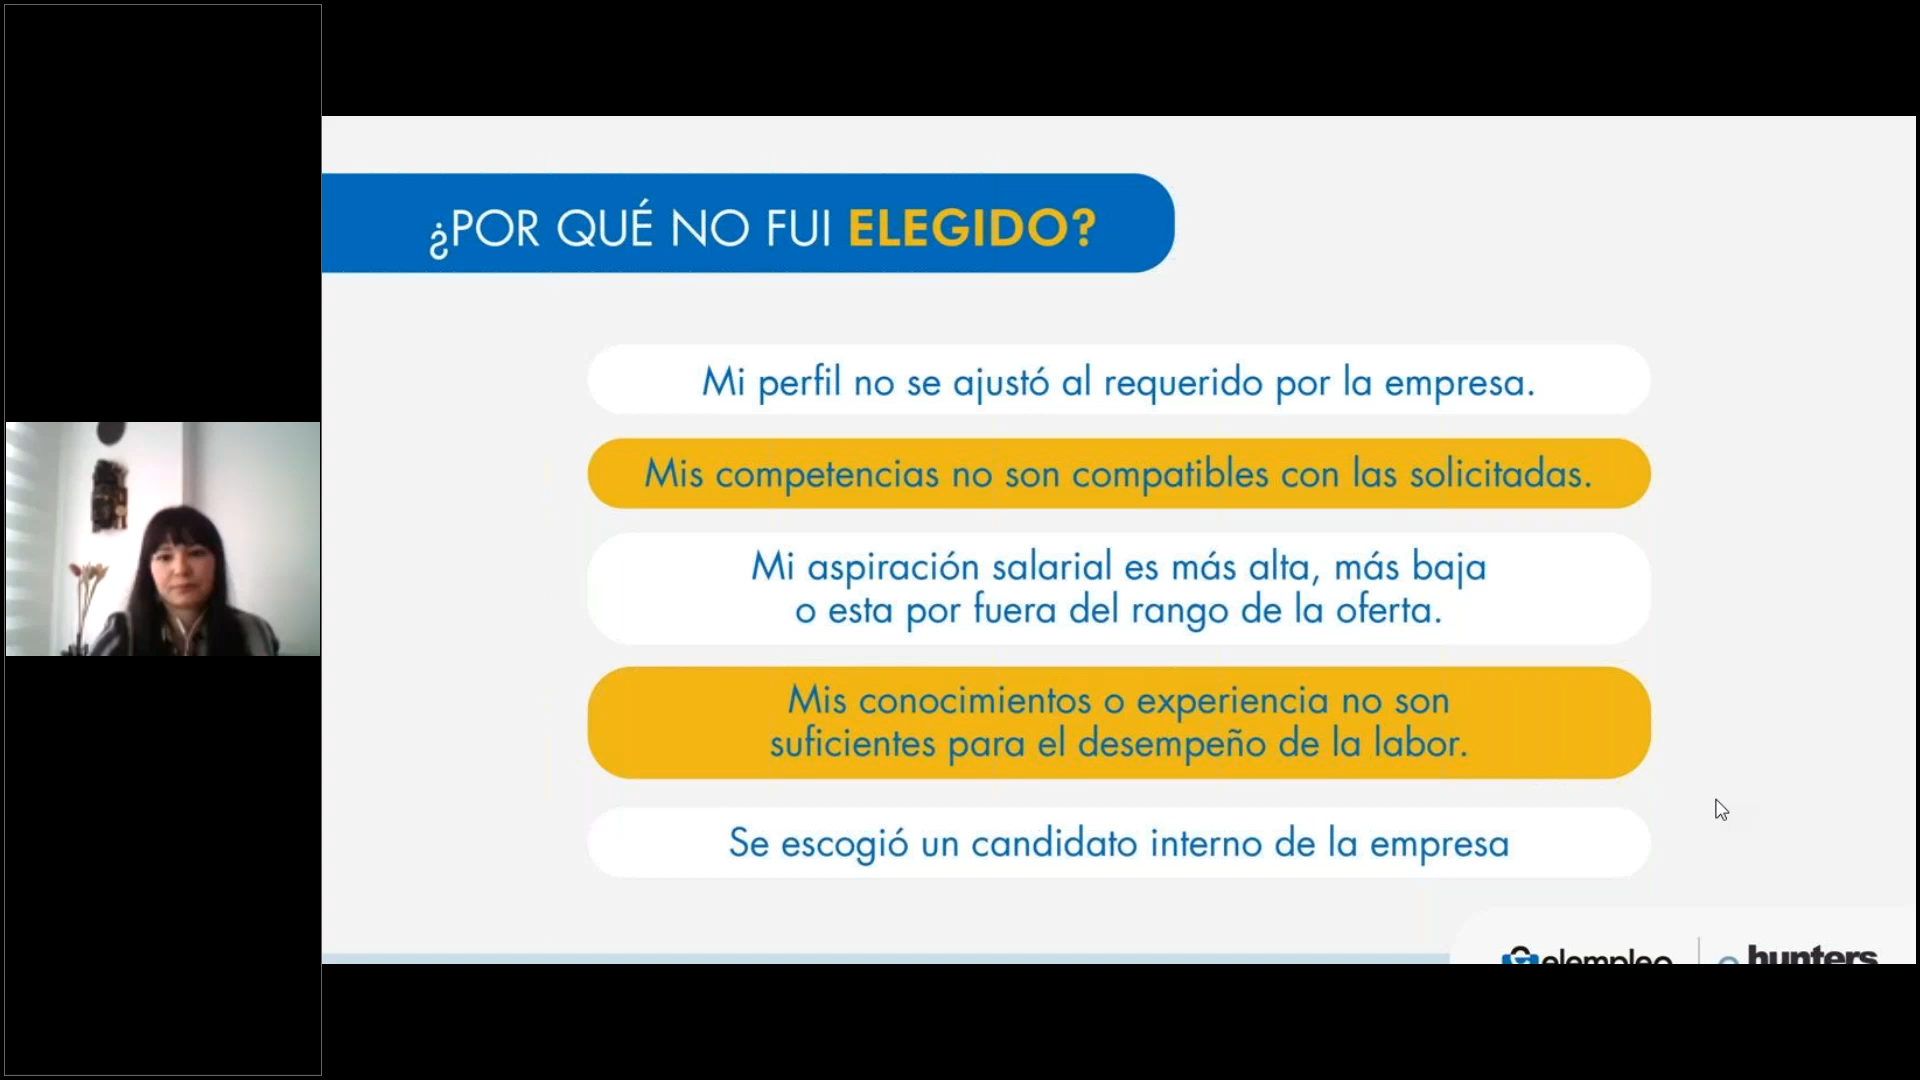 ¿POR QUÉ NO FUI ELEGIDO?
Mi perfil no se ajustó al requerido por la empresa.
Mis competencias no son compatibles con las solicitadas.
Mi aspiración salarial es más alta, más baja
o esta por fuera del rango de la oferta.
Mis conocimientos o experiencia no son
suficientes para el desempeño de la labor.
Se escogió un candidato interno de la empresa
elempleo
hunters